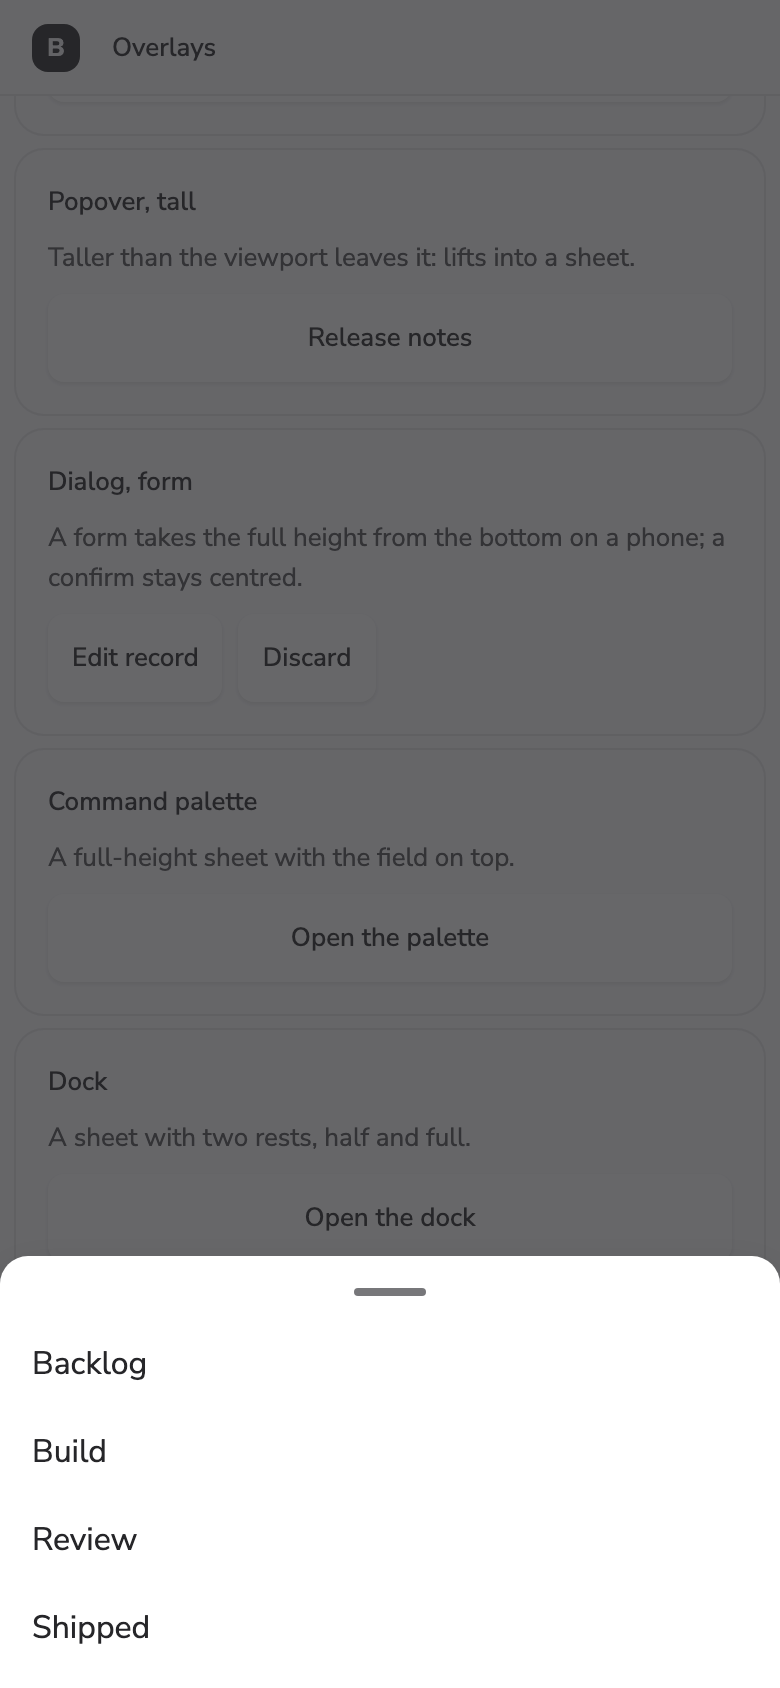 B
Overlays
Popover, tall
Taller than the viewport leaves it: lifts into a sheet.
Release notes
Dialog, form
A form takes the full height from the bottom on a phone; a
confirm stays centred.
Edit record
Discard
Command palette
A full-height sheet with the field on top.
Open the palette
Dock
A sheet with two rests, half and full.
Open the dock
Backlog
Build
Review
Shipped